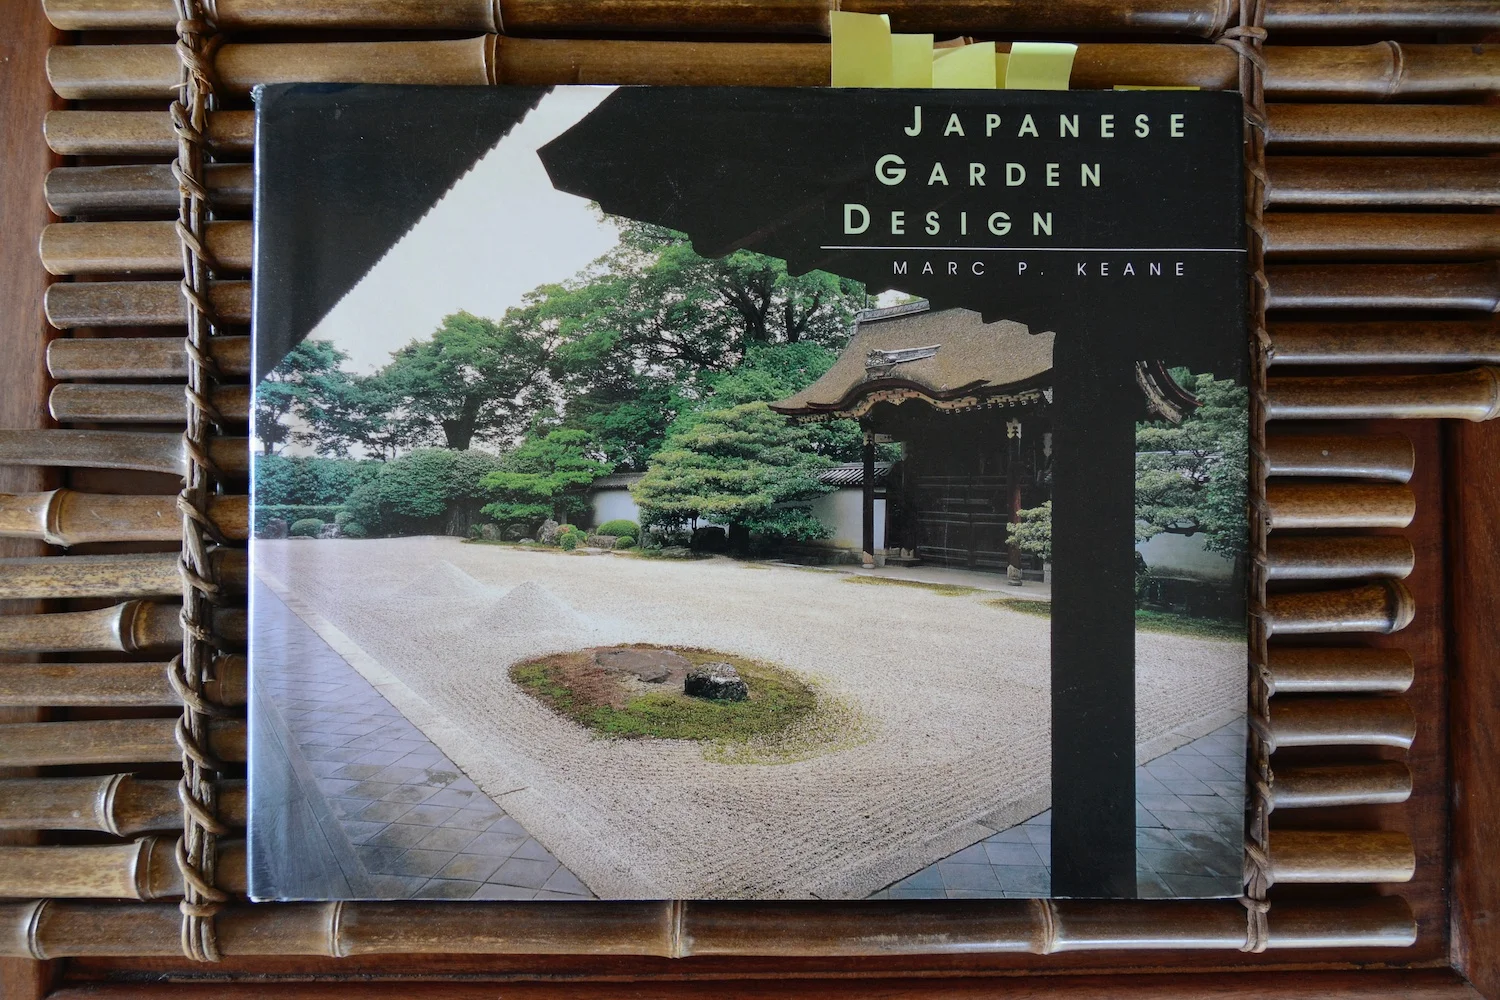 JAPANESE
GARDEN
DESIGN
MARC P. KEANE